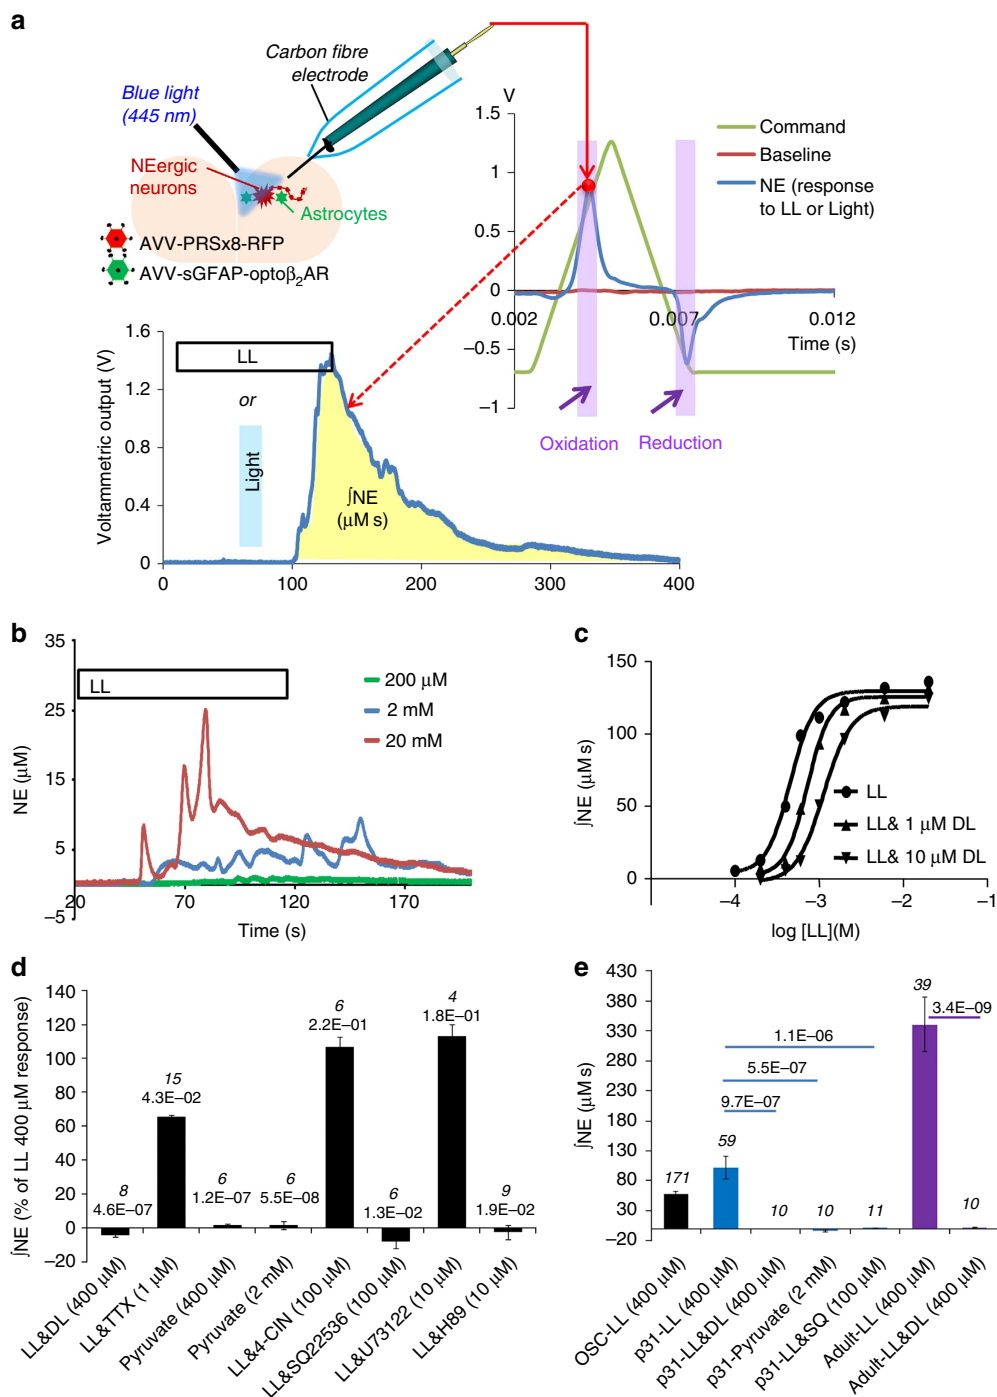 a
Carbon fibre
electrode
Blue light
(445 nm)
NEergic
neurons
Astrocytes
AVV-PRSx8-RFP
AVV-sGFAP-optoβ2AR
V
1.5
1
0.5
0
−0.5
−1
0.002
0.007
0.012
Time (s)
Command
Baseline
NE (response
to LL or Light)
Oxidation
Reduction
Voltammetric output (V)
1.6
1.2
0.8
0.4
0
LL
or
Light
∫NE
(μM s)
0
100
200
300
400
b
NE (μM)
35
25
15
5
−5
LL
200 μM
2 mM
20 mM
20
70
120
170
Time (s)
c
∫NE (μM s)
150
100
50
0
LL
LL& 1 μM DL
LL& 10 μM DL
−4
−3
−2
−1
log [LL](M)
d
∫NE (% of LL 400 μM response)
140
120
100
80
60
40
20
0
−20
8
4.6E–07
15
4.3E–02
6
1.2E–07
6
5.5E–08
6
2.2E–01
6
1.3E–02
4
1.8E–01
9
1.9E–02
LL&DL (400 μM)
LL&TTX (1 μM)
Pyruvate (400 μM)
Pyruvate (2 mM)
LL&4-CIN (100 μM)
LL&SQ22536 (100 μM)
LL&U73122 (10 μM)
LL&H89 (10 μM)
e
∫NE (μM s)
430
380
330
280
230
180
130
80
30
−20
171
59
10
10
11
39
10
9.7E–07
5.5E–07
1.1E–06
3.4E–09
OSC-LL (400 μM)
p31-LL (400 μM)
p31-LL&DL (400 μM)
p31-Pyruvate (2 mM)
p31-LL&SQ (100 μM)
Adult-LL (400 μM)
Adult-LL&DL (400 μM)